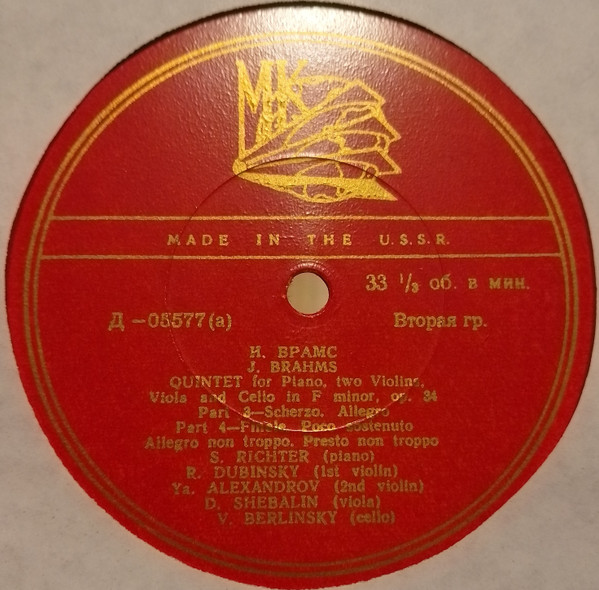 МК
MADE IN THE U.S.S.R.
33 1/3 об. в мин.
Д—05577(а)
Вторая гр.
И. БРАМС
J. BRAHMS
QUINTET for Piano, two Violins,
Viola and Cello in F minor, op. 34
Part 3—Scherzo. Allegro
Part 4—Finale. Poco sostenuto
Allegro non troppo. Presto non troppo
S. RICHTER (piano)
R. DUBINSKY (1st violin)
Ya. ALEXANDROV (2nd violin)
D. SHEBALIN (viola)
V. BERLINSKY (cello)